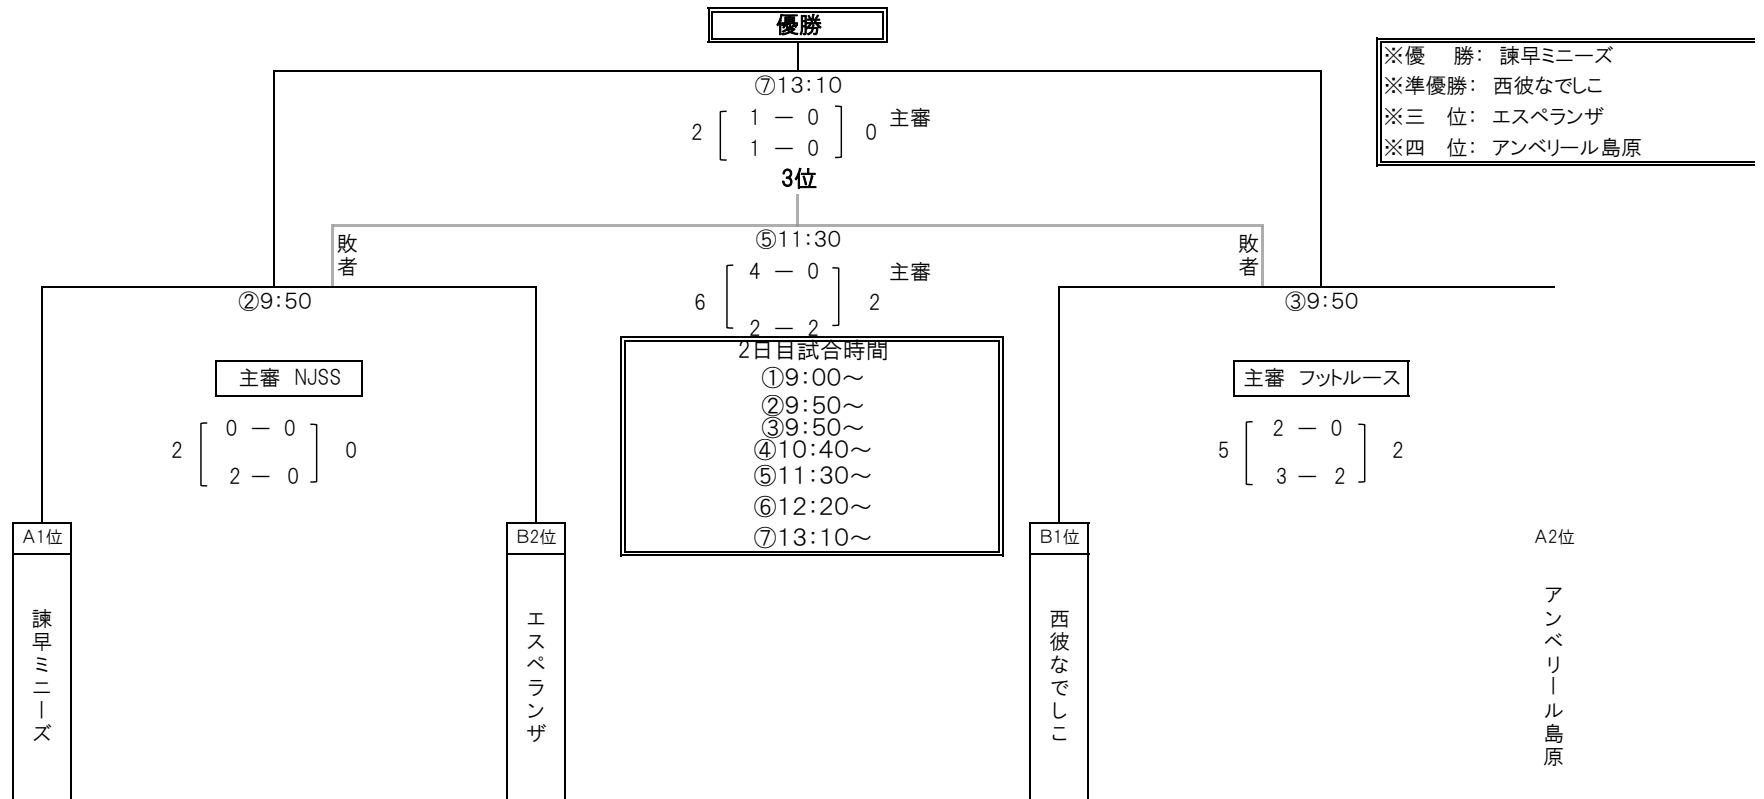 優勝
※優　勝： 諫早ミニーズ
※準優勝： 西彼なでしこ
※三　位： エスペランザ
※四　位： アンベリール島原
⑦13:10
2 1 － 0 0 主審
1 － 0
3位
⑤11:30
敗者
敗者
4 － 0 主審
6 2
2 － 2
②9:50
③9:50
2日目試合時間
①9:00～
②9:50～
③9:50～
④10:40～
⑤11:30～
⑥12:20～
⑦13:10～
主審 NJSS
主審 フットルース
0 － 0
2 0
2 － 0
2 － 0
5 2
3 － 2
A1位
B2位
B1位
A2位
諫早ミニーズ
エスペランザ
西彼なでしこ
アンベリール島原